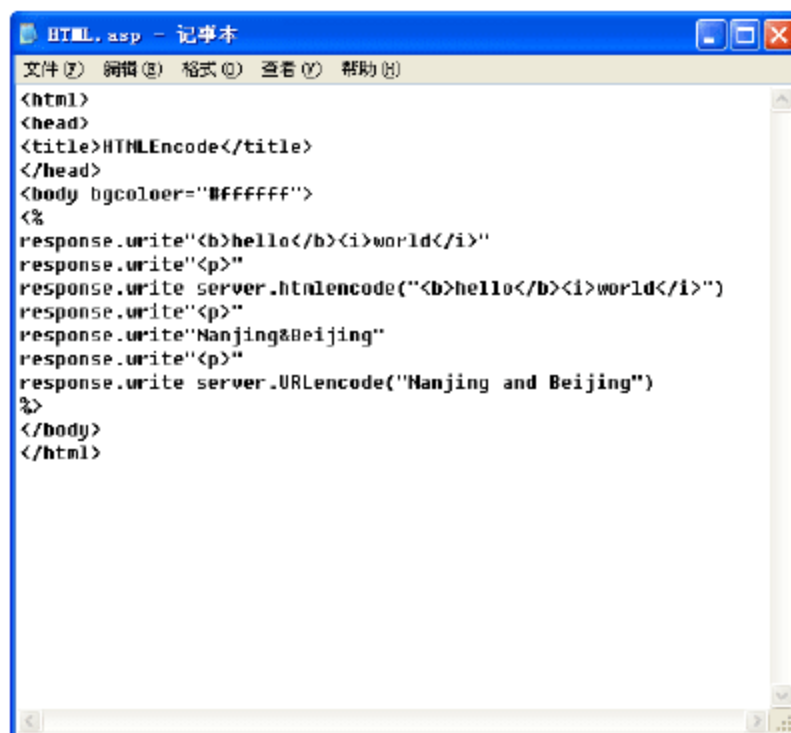 HTML.asp - 记事本
文件(F) 编辑(E) 格式(O) 查看(V) 帮助(H)
<html>
<head>
<title>HTMLEncode</title>
</head>
<body bgcoloer="#ffffff">
<%
response.write"<b>hello</b><i>world</i>"
response.write"<p>"
response.write server.htmlencode("<b>hello</b><i>world</i>")
response.write"<p>"
response.write"Nanjing&Beijing"
response.write"<p>"
response.write server.URLencode("Nanjing and Beijing")
%>
</body>
</html>